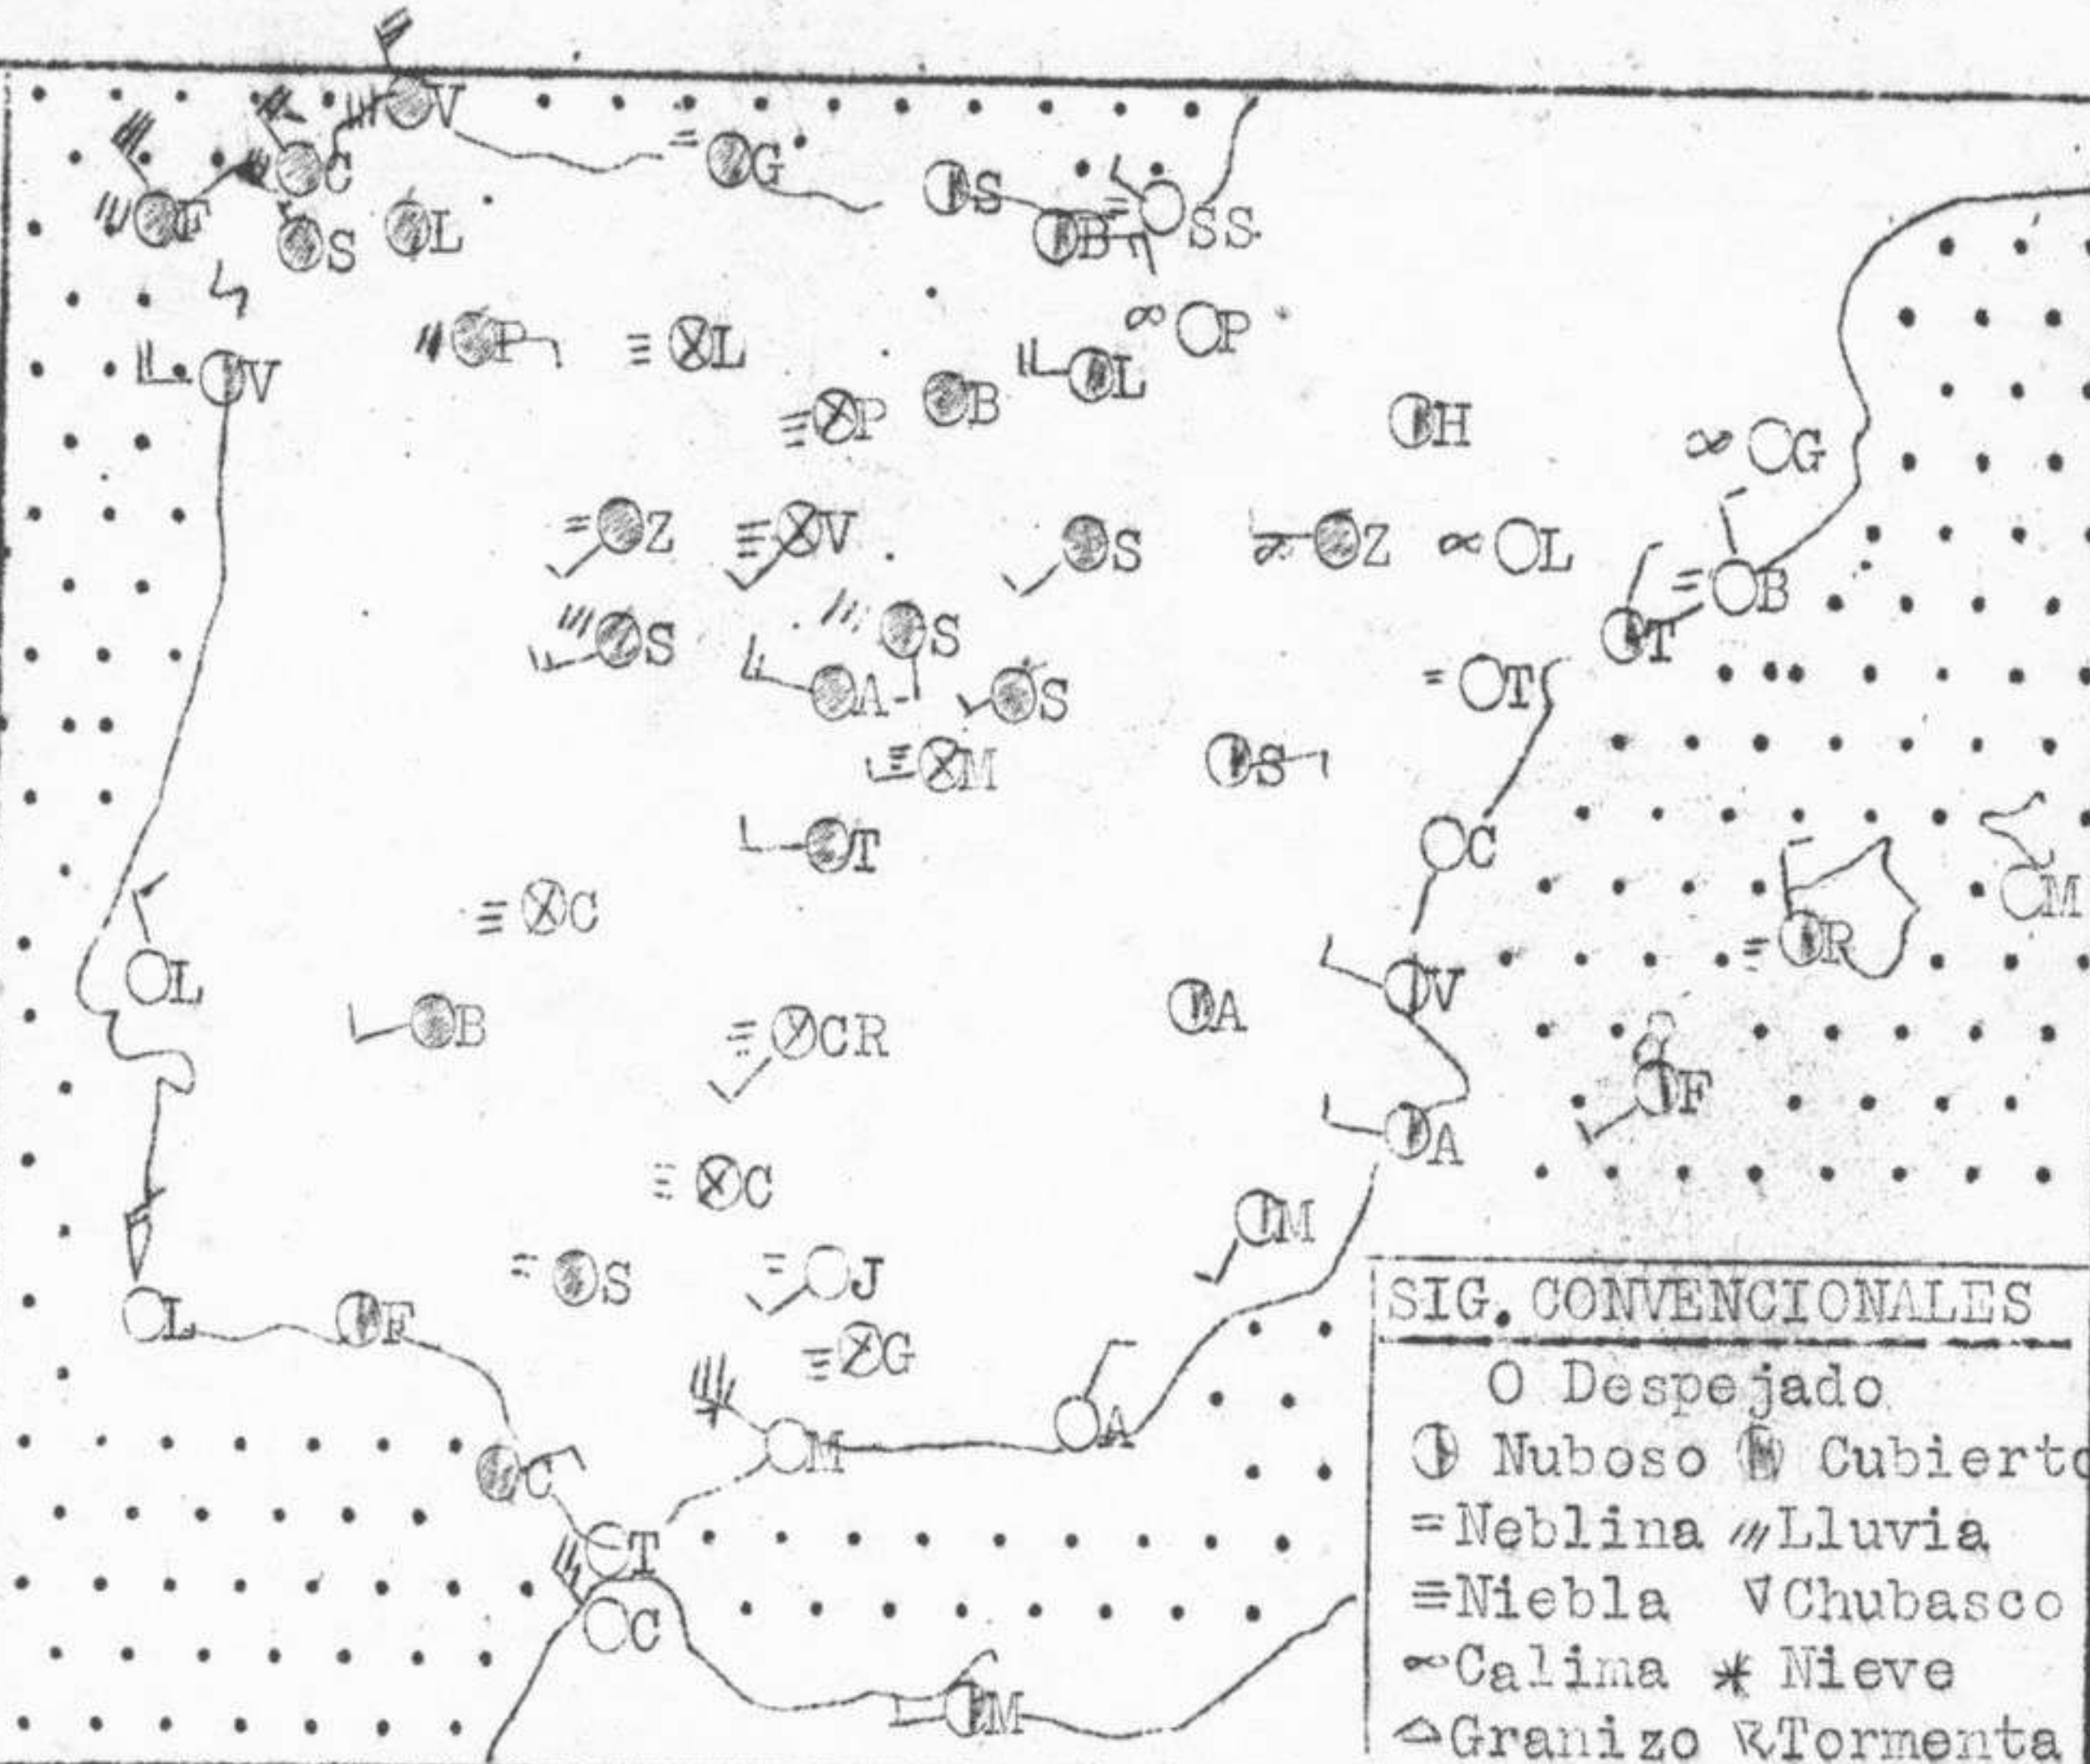 V
C
G
F
S
SS.
S
L
B
P
L
P
V
L
P
B
H
G
Z
V
S
Z
L
B
S
S
T
A
S
T
M
S
T
C
C
M
R
L
V
B
CR
A
F
A
C
M
S
J
L
F
G
M
A
C
T
C
M
SIG. CONVENCIONALES
O Despejado
Nuboso Cubierto
=Neblina Lluvia
≡Niebla Chubasco
∞Calima * Nieve
Granizo Tormenta